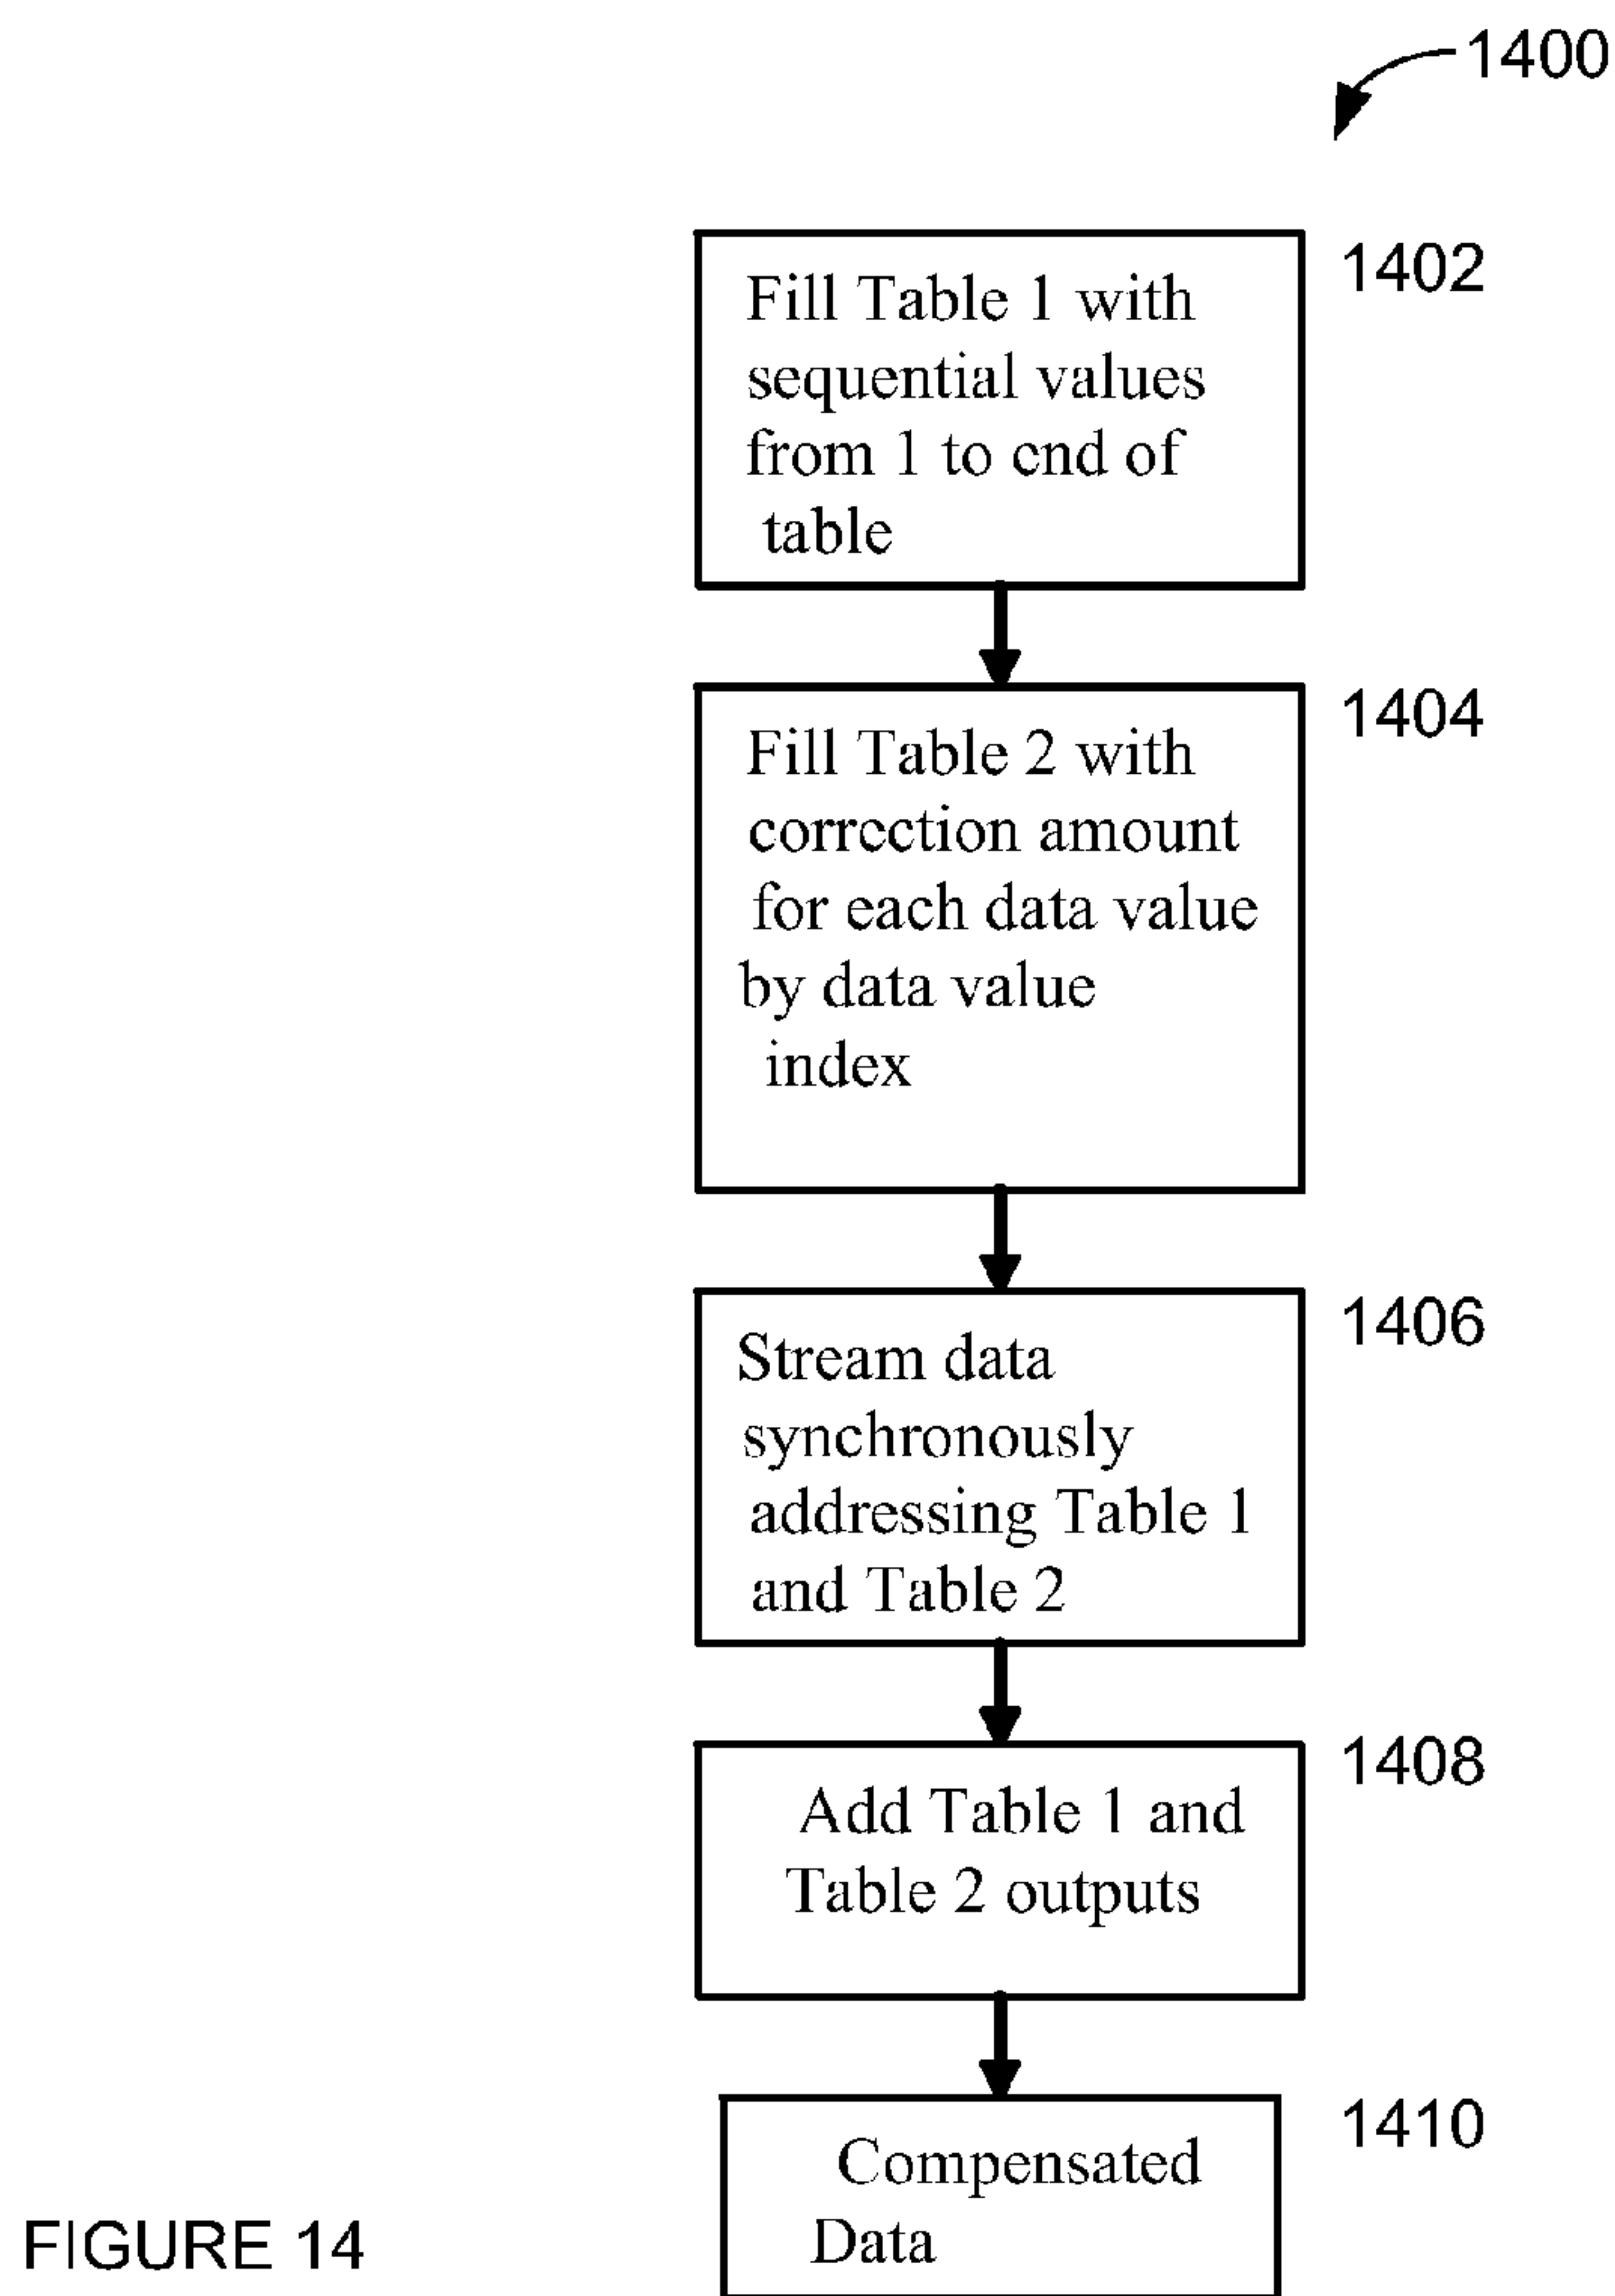 1400
1402
Fill Table 1 with
sequential values
from 1 to end of
table
1404
Fill Table 2 with
correction amount
for each data value
by data value
index
1406
Stream data
synchronously
addressing Table 1
and Table 2
1408
Add Table 1 and
Table 2 outputs
1410
Compensated
Data
FIGURE 14